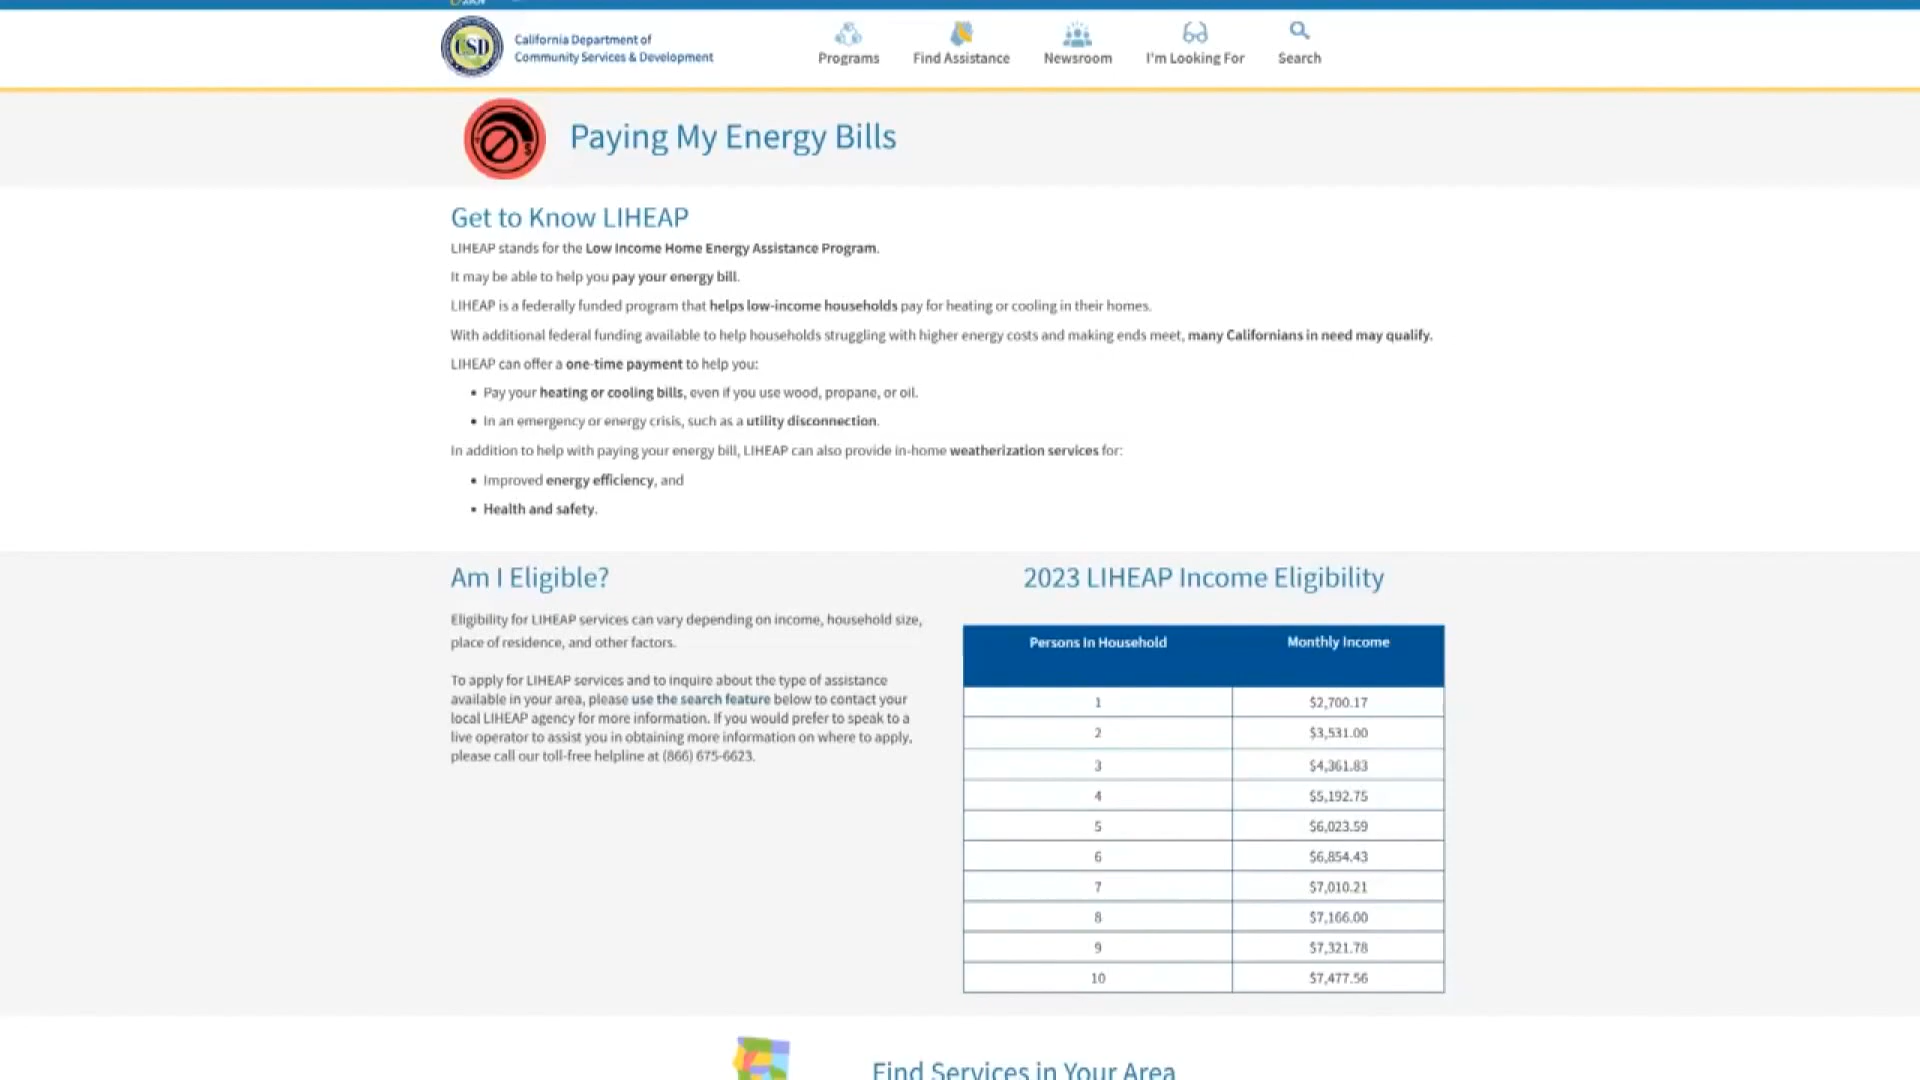 California Department of
Community Services & Development
CSD
Programs
Find Assistance
Newsroom
I'm Looking For
Search
Paying My Energy Bills
Get to Know LIHEAP
LIHEAP stands for the Low Income Home Energy Assistance Program.
It may be able to help you pay your energy bill.
LIHEAP is a federally funded program that helps low-income households pay for heating or cooling in their homes.
With additional federal funding available to help households struggling with higher energy costs and making ends meet, many Californians in need may qualify.
LIHEAP can offer a one-time payment to help you:
• Pay your heating or cooling bills, even if you use wood, propane, or oil.
• In an emergency or energy crisis, such as a utility disconnection.
In addition to help with paying your energy bill, LIHEAP can also provide in-home weatherization services for:
• Improved energy efficiency, and
• Health and safety.
Am I Eligible?
Eligibility for LIHEAP services can vary depending on income, household size,
place of residence, and other factors.
To apply for LIHEAP services and to inquire about the type of assistance
available in your area, please use the search feature below to contact your
local LIHEAP agency for more information. If you would prefer to speak to a
live operator to assist you in obtaining more information on where to apply,
please call our toll-free helpline at (866) 675-6623.
2023 LIHEAP Income Eligibility
Persons In Household Monthly Income
1 $2,700.17
2 $3,531.00
3 $4,361.83
4 $5,192.75
5 $6,023.59
6 $6,854.43
7 $7,010.21
8 $7,166.00
9 $7,321.78
10 $7,477.56
Find Services in Your Area